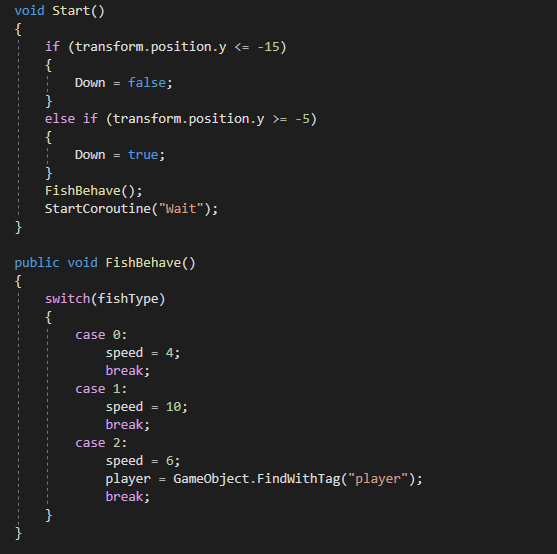 void Start()
{
if (transform.position.y <= -15)
{
Down = false;
}
else if (transform.position.y >= -5)
{
Down = true;
}
FishBehave();
StartCoroutine("Wait");
}
public void FishBehave()
{
switch(fishType)
{
case 0:
speed = 4;
break;
case 1:
speed = 10;
break;
case 2:
speed = 6;
player = GameObject.FindWithTag("player");
break;
}
}